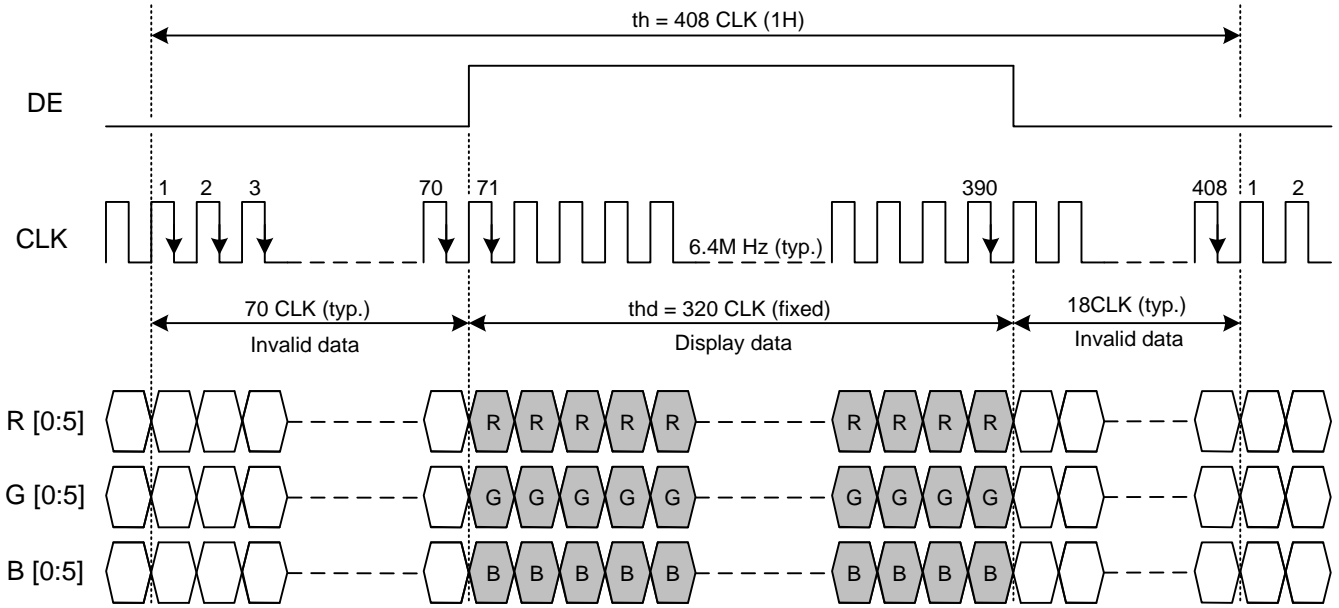 th = 408 CLK (1H)
DE
1 2 3 70 71 390 408 1 2
CLK
6.4M Hz (typ.)
70 CLK (typ.) thd = 320 CLK (fixed) 18CLK (typ.)
Invalid data Display data Invalid data
R [0:5] R R R R R R R R R
G [0:5] G G G G G G G G G
B [0:5] B B B B B B B B B